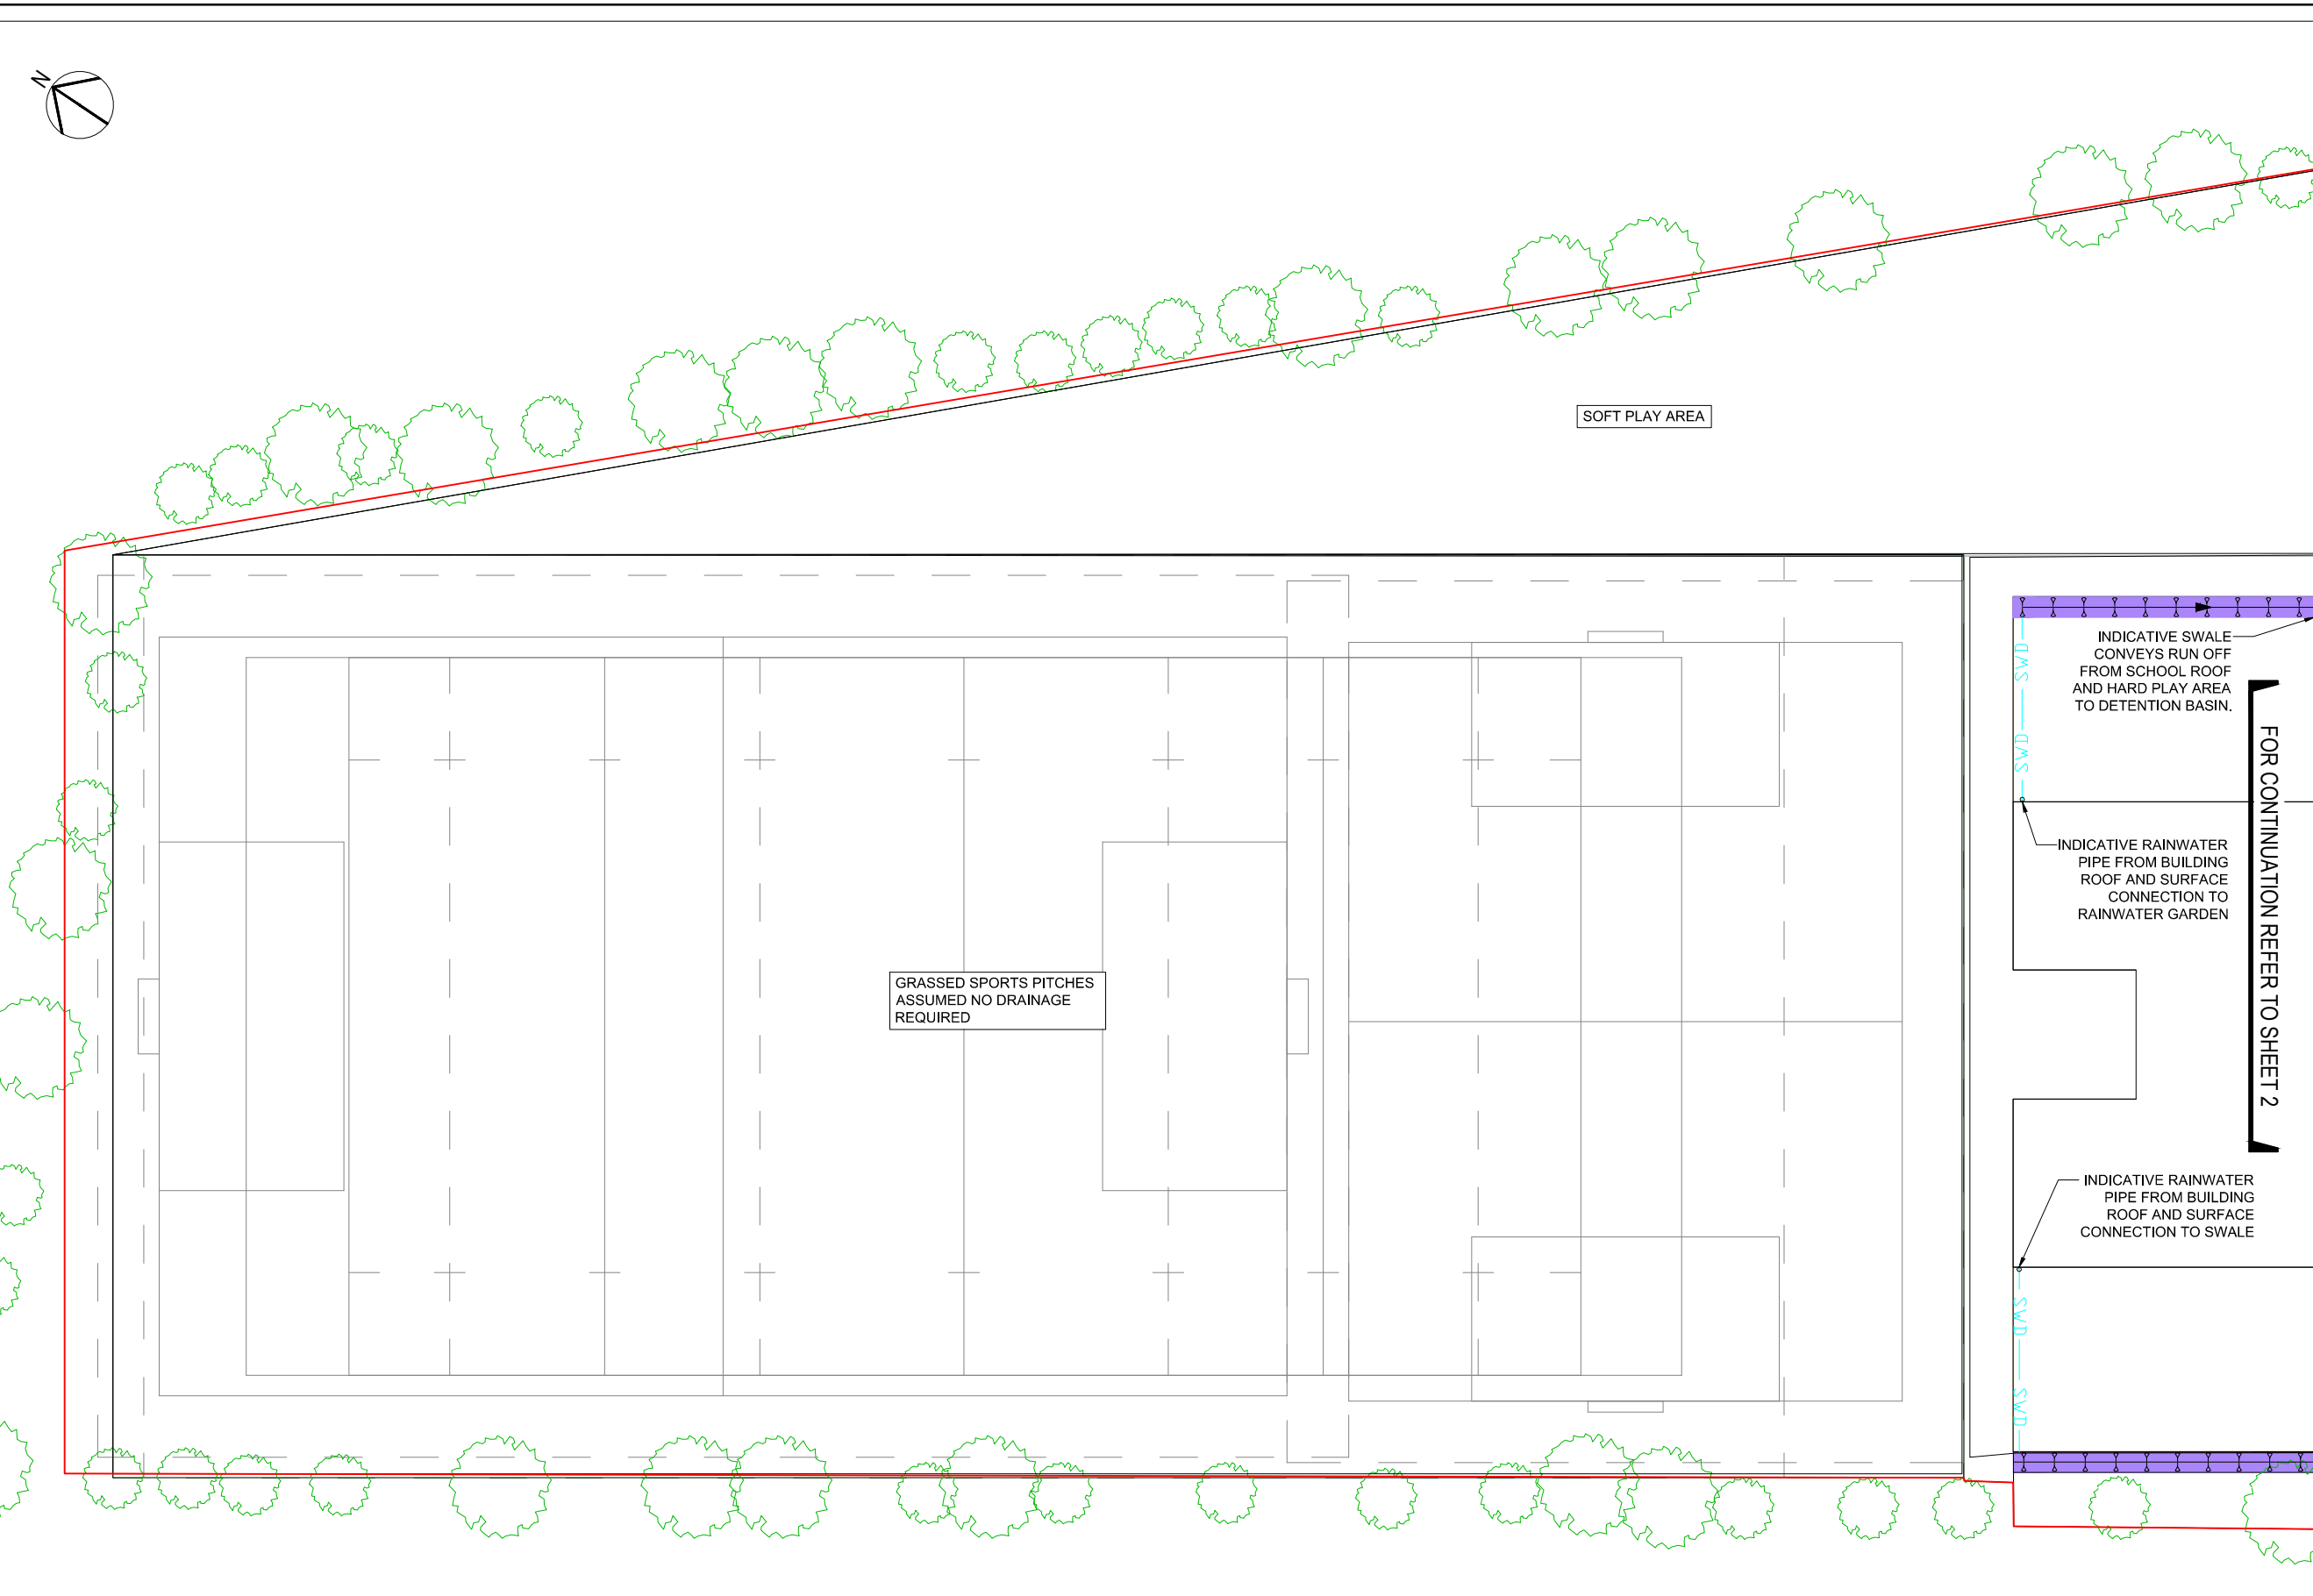 N
SOFT PLAY AREA
INDICATIVE SWALE
CONVEYS RUN OFF
FROM SCHOOL ROOF
AND HARD PLAY AREA
TO DETENTION BASIN.
SWD
SWD
FOR CONTINUATION REFER TO SHEET 2
INDICATIVE RAINWATER
PIPE FROM BUILDING
ROOF AND SURFACE
CONNECTION TO
RAINWATER GARDEN
GRASSED SPORTS PITCHES
ASSUMED NO DRAINAGE
REQUIRED
INDICATIVE RAINWATER
PIPE FROM BUILDING
ROOF AND SURFACE
CONNECTION TO SWALE
SWD
SWD